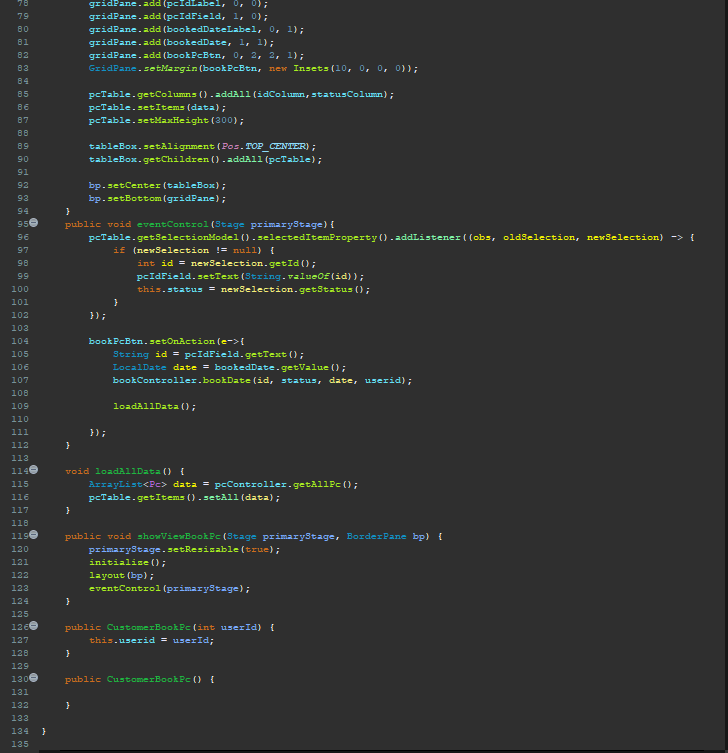 78 gridPane.add(pcIdLabel, 0, 0);
79 gridPane.add(pcIdField, 1, 0);
80 gridPane.add(bookedDateLabel, 0, 1);
81 gridPane.add(bookedDate, 1, 1);
82 gridPane.add(bookPcBtn, 0, 2, 2, 1);
83 GridPane.setMargin(bookPcBtn, new Insets(10, 0, 0, 0));
84
85 pcTable.getColumns().addAll(idColumn,statusColumn);
86 pcTable.setItems(data);
87 pcTable.setMaxHeight(300);
88
89 tableBox.setAlignment(Pos.TOP_CENTER);
90 tableBox.getChildren().addAll(pcTable);
91
92 bp.setCenter(tableBox);
93 bp.setBottom(gridPane);
94 }
95 public void eventControl(Stage primaryStage){
96 pcTable.getSelectionModel().selectedItemProperty().addListener((obs, oldSelection, newSelection) -> {
97 if (newSelection != null) {
98 int id = newSelection.getId();
99 pcIdField.setText(String.valueOf(id));
100 this.status = newSelection.getStatus();
101 }
102 });
103
104 bookPcBtn.setOnAction(e->{
105 String id = pcIdField.getText();
106 LocalDate date = bookedDate.getValue();
107 bookController.bookDate(id, status, date, userid);
108
109 loadAllData();
110
111 });
112 }
113
114 void loadAllData() {
115 ArrayList<Pc> data = pcController.getAllPc();
116 pcTable.getItems().setAll(data);
117 }
118
119 public void showViewBookPc(Stage primaryStage, BorderPane bp) {
120 primaryStage.setResizable(true);
121 initialize();
122 layout(bp);
123 eventControl(primaryStage);
124 }
125
126 public CustomerBookPc(int userId) {
127 this.userid = userId;
128 }
129
130 public CustomerBookPc() {
131
132 }
133
134 }
135